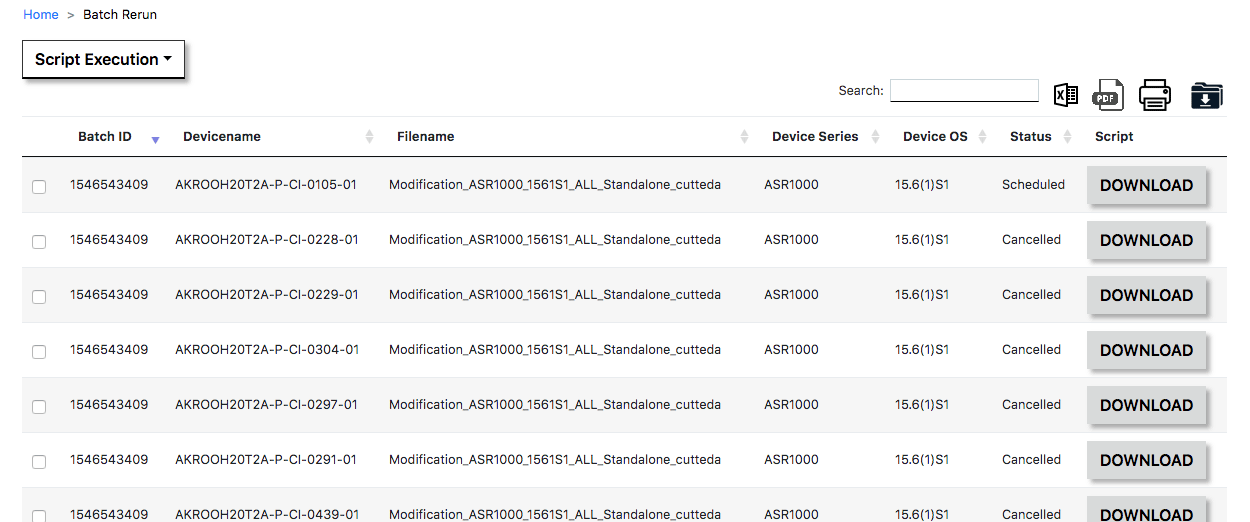 Home > Batch Rerun
Script Execution
Search:
PDF
Batch ID Devicename Filename Device Series Device OS Status Script
1546543409 AKROOH20T2A-P-CI-0105-01 Modification_ASR1000_1561S1_ALL_Standalone_cutteda ASR1000 15.6(1)S1 Scheduled DOWNLOAD
1546543409 AKROOH20T2A-P-CI-0228-01 Modification_ASR1000_1561S1_ALL_Standalone_cutteda ASR1000 15.6(1)S1 Cancelled DOWNLOAD
1546543409 AKROOH20T2A-P-CI-0229-01 Modification_ASR1000_1561S1_ALL_Standalone_cutteda ASR1000 15.6(1)S1 Cancelled DOWNLOAD
1546543409 AKROOH20T2A-P-CI-0304-01 Modification_ASR1000_1561S1_ALL_Standalone_cutteda ASR1000 15.6(1)S1 Cancelled DOWNLOAD
1546543409 AKROOH20T2A-P-CI-0297-01 Modification_ASR1000_1561S1_ALL_Standalone_cutteda ASR1000 15.6(1)S1 Cancelled DOWNLOAD
1546543409 AKROOH20T2A-P-CI-0291-01 Modification_ASR1000_1561S1_ALL_Standalone_cutteda ASR1000 15.6(1)S1 Cancelled DOWNLOAD
1546543409 AKROOH20T2A-P-CI-0439-01 Modification_ASR1000_1561S1_ALL_Standalone_cutteda ASR1000 15.6(1)S1 Cancelled DOWNLOAD